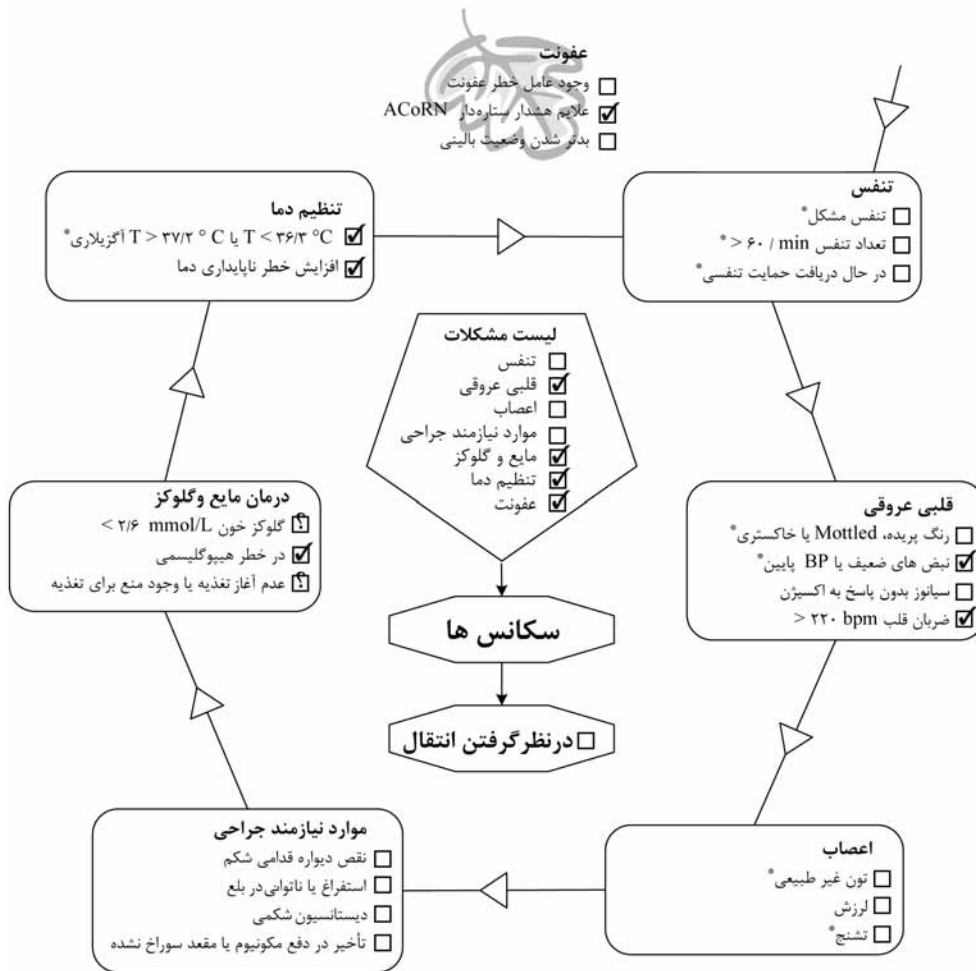 عفونت
وجود عامل خطر عفونت
علایم هشدار ستاره‌دار ACoRN
بدتر شدن وضعیت بالینی
تنفس
تنفس مشکل*
تعداد تنفس > ۶۰ / min *
در حال دریافت حمایت تنفسی*
تنظیم دما
T < ۳۶/۳ °C یا T > ۳۷/۲ °C آگزیلاری*
افزایش خطر ناپایداری دما
لیست مشکلات
تنفس
قلبی عروقی
اعصاب
موارد نیازمند جراحی
مایع و گلوکز
تنظیم دما
عفونت
قلبی عروقی
رنگ پریده، Mottled یا خاکستری*
نبض های ضعیف یا BP پایین*
سیانوز بدون پاسخ به اکسیژن
ضربان قلب > ۲۲۰ bpm
درمان مایع وگلوکز
گلوکز خون < ۲/۶ mmol/L
در خطر هیپوگلیسمی
عدم آغاز تغذیه یا وجود منع برای تغذیه
سکانس ها
درنظرگرفتن انتقال
اعصاب
تون غیر طبیعی*
لرزش
تشنج*
موارد نیازمند جراحی
نقص دیواره قدامی شکم
استفراغ یا ناتوانی در بلع
دیستانسیون شکمی
تأخیر در دفع مکونیوم یا مقعد سوراخ نشده